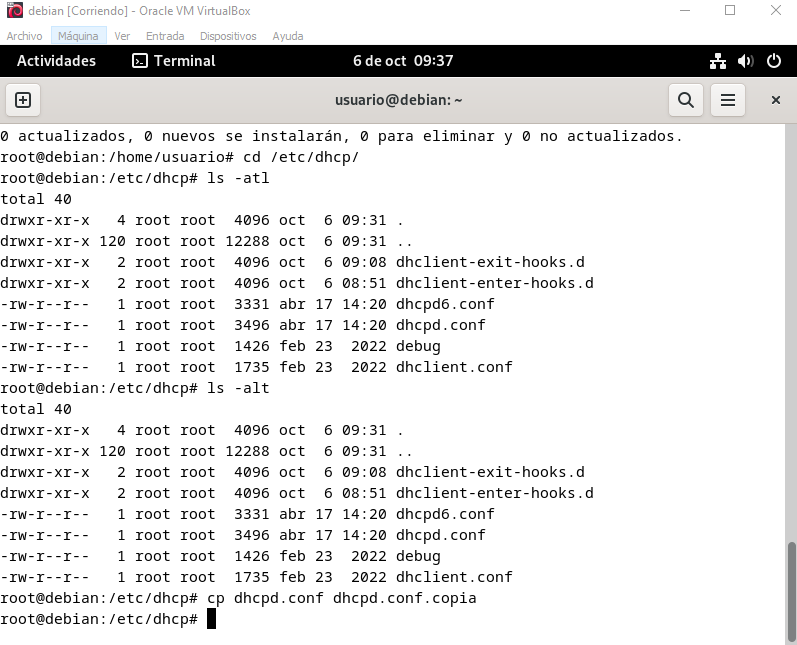 debian [Corriendo] - Oracle VM VirtualBox
Archivo Máquina Ver Entrada Dispositivos Ayuda
Actividades Terminal 6 de oct 09:37
usuario@debian: ~
0 actualizados, 0 nuevos se instalarán, 0 para eliminar y 0 no actualizados.
root@debian:/home/usuario# cd /etc/dhcp/
root@debian:/etc/dhcp# ls -atl
total 40
drwxr-xr-x   4 root root  4096 oct  6 09:31 .
drwxr-xr-x 120 root root 12288 oct  6 09:31 ..
drwxr-xr-x   2 root root  4096 oct  6 09:08 dhclient-exit-hooks.d
drwxr-xr-x   2 root root  4096 oct  6 08:51 dhclient-enter-hooks.d
-rw-r--r--   1 root root  3331 abr 17 14:20 dhcpd6.conf
-rw-r--r--   1 root root  3496 abr 17 14:20 dhcpd.conf
-rw-r--r--   1 root root  1426 feb 23  2022 debug
-rw-r--r--   1 root root  1735 feb 23  2022 dhclient.conf
root@debian:/etc/dhcp# ls -alt
total 40
drwxr-xr-x   4 root root  4096 oct  6 09:31 .
drwxr-xr-x 120 root root 12288 oct  6 09:31 ..
drwxr-xr-x   2 root root  4096 oct  6 09:08 dhclient-exit-hooks.d
drwxr-xr-x   2 root root  4096 oct  6 08:51 dhclient-enter-hooks.d
-rw-r--r--   1 root root  3331 abr 17 14:20 dhcpd6.conf
-rw-r--r--   1 root root  3496 abr 17 14:20 dhcpd.conf
-rw-r--r--   1 root root  1426 feb 23  2022 debug
-rw-r--r--   1 root root  1735 feb 23  2022 dhclient.conf
root@debian:/etc/dhcp# cp dhcpd.conf dhcpd.conf.copia
root@debian:/etc/dhcp#